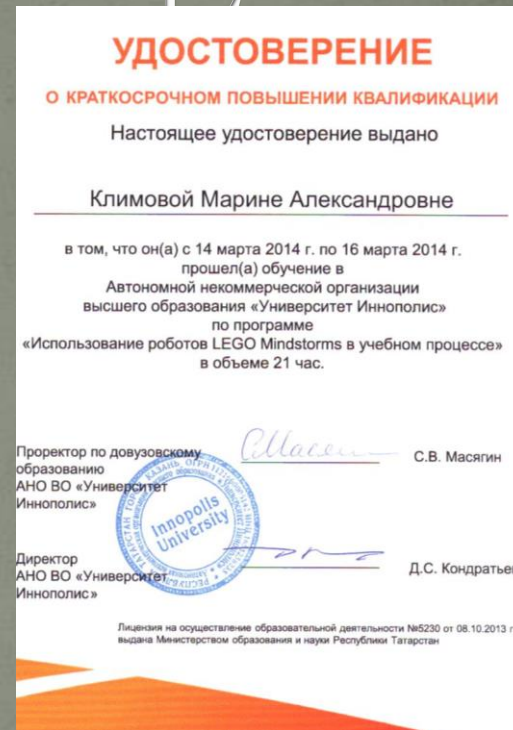 УДОСТОВЕРЕНИЕ
О КРАТКОСРОЧНОМ ПОВЫШЕНИИ КВАЛИФИКАЦИИ
Настоящее удостоверение выдано
Климовой Марине Александровне
в том, что он(а) с 14 марта 2014 г. по 16 марта 2014 г.
прошел(а) обучение в
Автономной некоммерческой организации
высшего образования «Университет Иннополис»
по программе
«Использование роботов LEGO Mindstorms в учебном процессе»
в объеме 21 час.
Проректор по довузовскому
образованию
АНО ВО «Университет
Иннополис»
С.В. Масягин
Innopolis
University
Директор
АНО ВО «Университет
Иннополис»
Д.С. Кондратьев
Лицензия на осуществление образовательной деятельности №5230 от 08.10.2013 г
выдана Министерством образования и науки Республики Татарстан